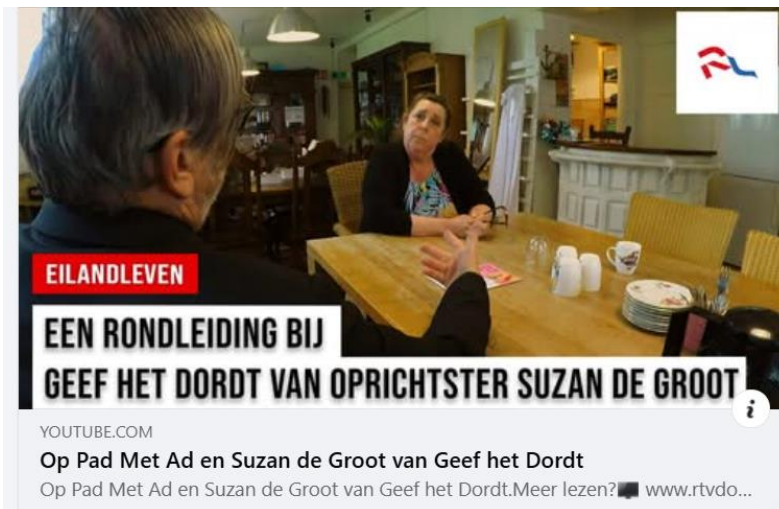 RL
EILANDLEVEN
EEN RONDLEIDING BIJ
GEEF HET DORDT VAN OPRICHTSTER SUZAN DE GROOT
i
YOUTUBE.COM
Op Pad Met Ad en Suzan de Groot van Geef het Dordt
Op Pad Met Ad en Suzan de Groot van Geef het Dordt.Meer lezen?🖥 www.rtvdo...